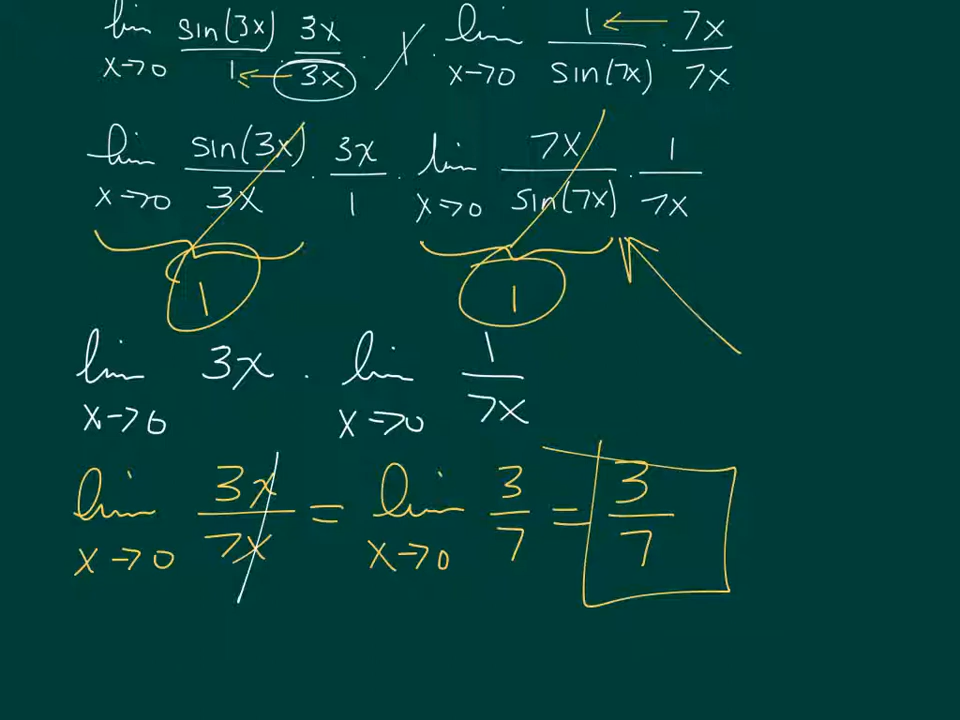 lim x→0 sin(3x)/1 · 3x/3x · lim x→0 1/sin(7x) · 7x/7x
lim x→0 sin(3x)/3x · 3x/1 · lim x→0 7x/sin(7x) · 1/7x
1 1
lim x→0 3x · lim x→0 1/7x
lim x→0 3x/7x = lim x→0 3/7 = 3/7